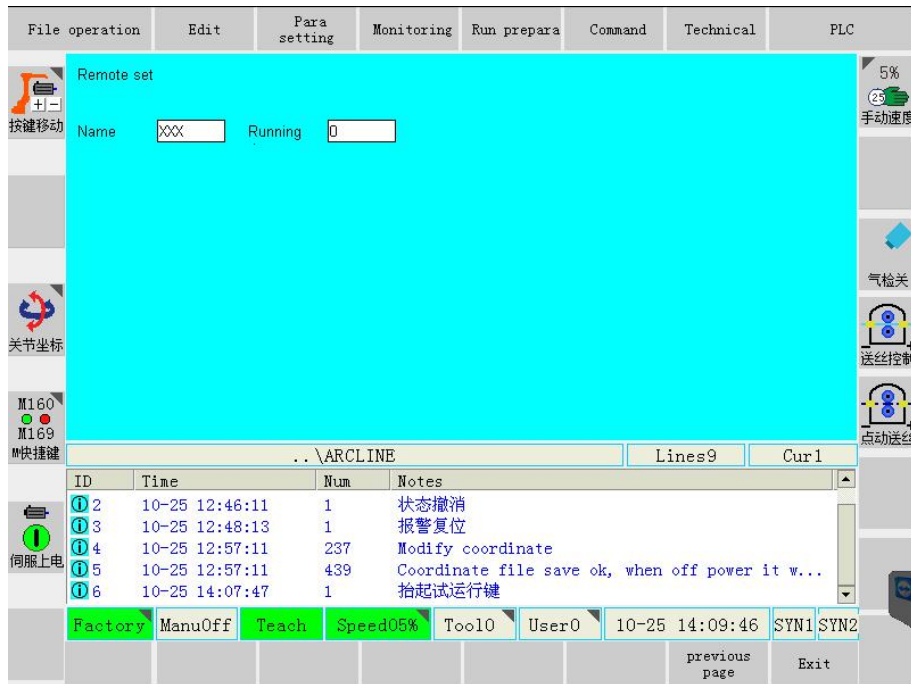 File operation
Edit
Para setting
Monitoring
Run prepara
Command
Technical
PLC
按键移动
关节坐标
M160
M169
M快捷键
伺服上电
Remote set
Name XXX Running 0
..\ARCLINE Lines9 Cur1
ID Time Num Notes
2 10-25 12:46:11 1 状态撤消
3 10-25 12:48:13 1 报警复位
4 10-25 12:57:11 237 Modify coordinate
5 10-25 12:57:11 439 Coordinate file save ok, when off power it w...
6 10-25 14:07:47 1 抬起试运行键
Factory ManuOff Teach Speed05% Tool0 User0 10-25 14:09:46 SYN1 SYN2
previous page
Exit
5%
25
手动速度
气检关
送丝控制
点动送丝